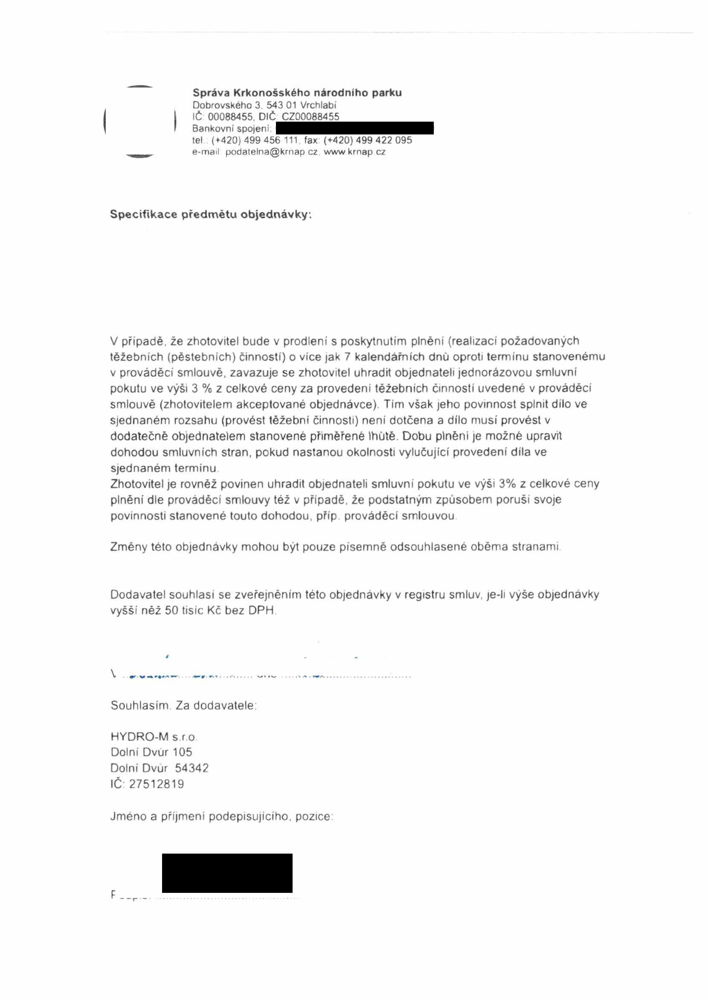 Správa Krkonošského národního parku
Dobrovského 3, 543 01 Vrchlabí
IČ: 00088455, DIČ: CZ00088455
Bankovní spojení:
tel.: (+420) 499 456 111, fax: (+420) 499 422 095
e-mail: podatelna@krnap.cz, www.krnap.cz
Specifikace předmětu objednávky:
V případě, že zhotovitel bude v prodlení s poskytnutím plnění (realizací požadovaných
těžebních (pěstebních) činností) o více jak 7 kalendářních dnů oproti termínu stanovenému
v prováděcí smlouvě, zavazuje se zhotovitel uhradit objednateli jednorázovou smluvní
pokutu ve výši 3 % z celkové ceny za provedení těžebních činností uvedené v prováděcí
smlouvě (zhotovitelem akceptované objednávce). Tím však jeho povinnost splnit dílo ve
sjednaném rozsahu (provést těžební činnosti) není dotčena a dílo musí provést v
dodatečně objednatelem stanovené přiměřené lhůtě. Dobu plnění je možné upravit
dohodou smluvních stran, pokud nastanou okolnosti vylučující provedení díla ve
sjednaném termínu.
Zhotovitel je rovněž povinen uhradit objednateli smluvní pokutu ve výši 3% z celkové ceny
plnění dle prováděcí smlouvy též v případě, že podstatným způsobem poruší svoje
povinnosti stanovené touto dohodou, příp. prováděcí smlouvou.
Změny této objednávky mohou být pouze písemně odsouhlasené oběma stranami.
Dodavatel souhlasí se zveřejněním této objednávky v registru smluv, je-li výše objednávky
vyšší něž 50 tisíc Kč bez DPH.
Souhlasím. Za dodavatele:
HYDRO-M s.r.o.
Dolní Dvůr 105
Dolní Dvůr 54342
IČ: 27512819
Jméno a příjmení podepisujícího, pozice: